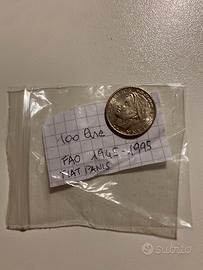 100 lire
FAO 1945-1995
FIAT PANIS
subito